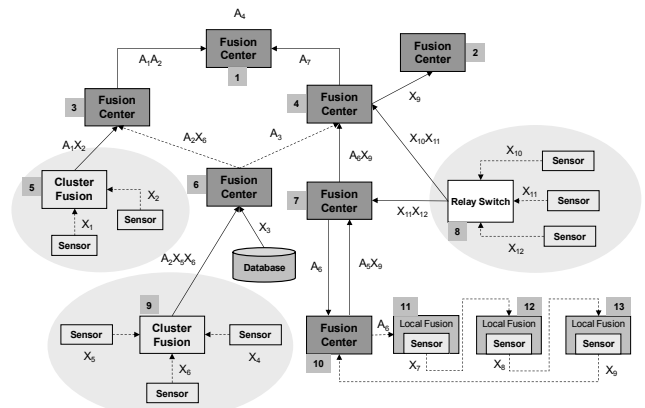 A4
Fusion
Center
1
Fusion
Center
2
A1A2
A7
Fusion
Center
3
Fusion
Center
4
X9
A2X6
A3
A1X2
X10X11
A6X9
5
Cluster
Fusion
X2
X1
Sensor
Sensor
6
Fusion
Center
7
Fusion
Center
X11X12
Relay Switch
8
X10
Sensor
X11
Sensor
X12
Sensor
X3
Database
A2X5X6
A6
A5X9
9
Cluster
Fusion
Sensor
X5
Sensor
X4
X6
Sensor
Fusion
Center
10
A6
11
Local Fusion
Sensor
X7
12
Local Fusion
Sensor
X8
13
Local Fusion
Sensor
X9